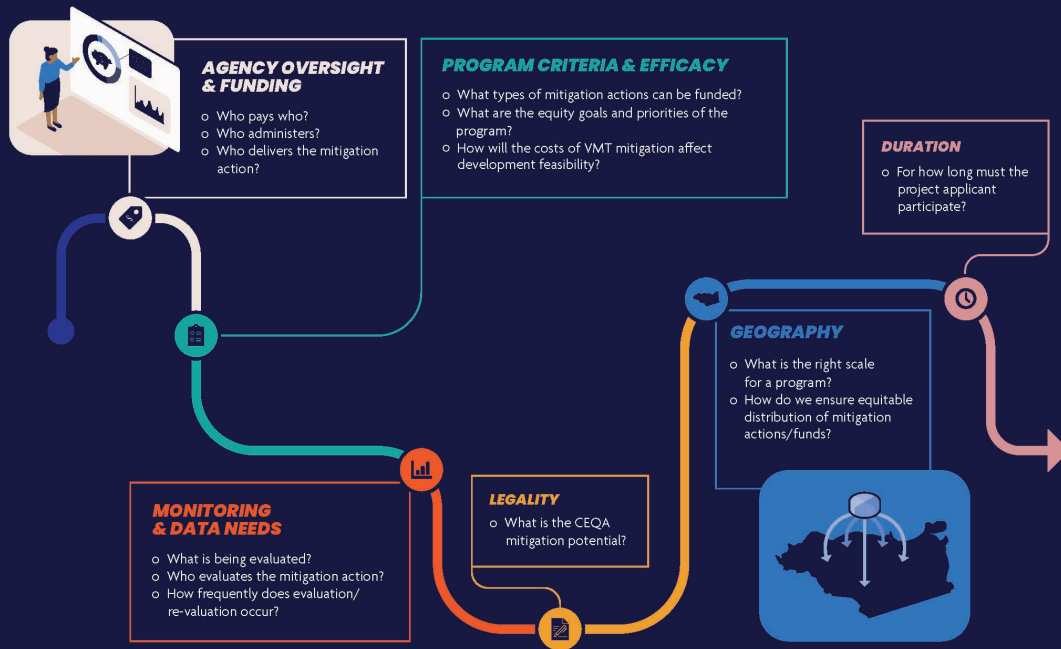 AGENCY OVERSIGHT
& FUNDING
o Who pays who?
o Who administers?
o Who delivers the mitigation
action?
PROGRAM CRITERIA & EFFICACY
o What types of mitigation actions can be funded?
o What are the equity goals and priorities of the
program?
o How will the costs of VMT mitigation affect
development feasibility?
MONITORING
& DATA NEEDS
o What is being evaluated?
o Who evaluates the mitigation action?
o How frequently does evaluation/
re-valuation occur?
LEGALITY
o What is the CEQA
mitigation potential?
GEOGRAPHY
o What is the right scale
for a program?
o How do we ensure equitable
distribution of mitigation
actions/funds?
DURATION
o For how long must the
project applicant
participate?